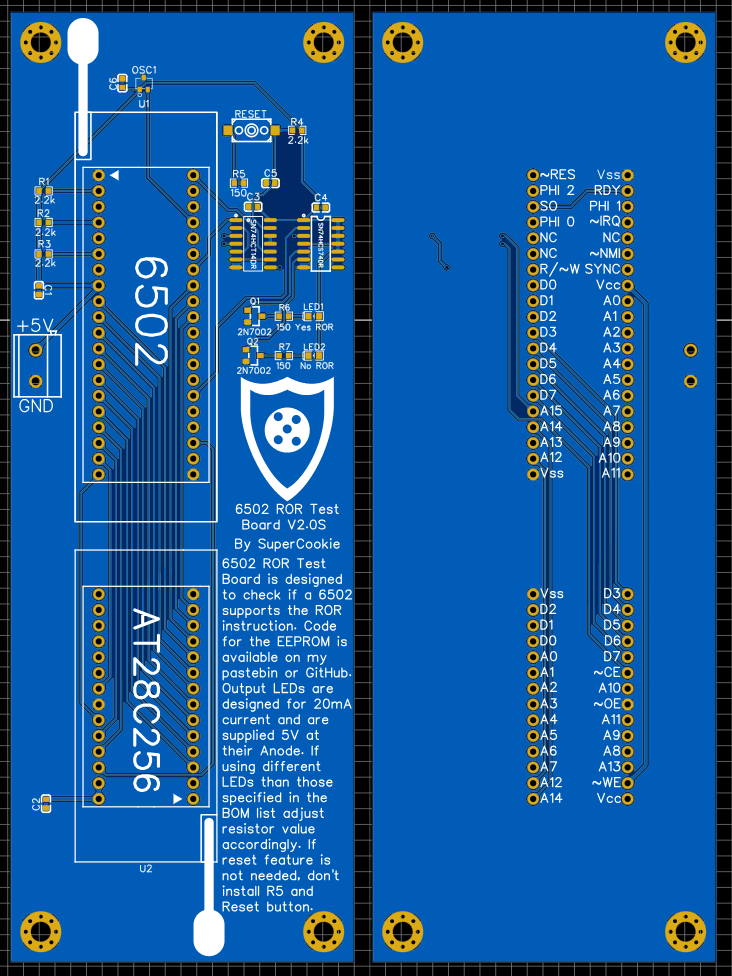 OSC1
C6
U1
RESET
R4
2.2k
R5
150
C5
R1
2.2k
C3
C4
R2
2.2k
SN74HCT14DR
SN74HCS74DR
R3
2.2k
C1
6502
Q1
R6
LED1
2N7002
150
Yes ROR
+5V
Q2
R7
LED2
2N7002
150
No ROR
GND
6502 ROR Test
Board V2.0S
By SuperCookie
6502 ROR Test
Board is designed
to check if a 6502
supports the ROR
instruction. Code
for the EEPROM is
available on my
pastebin or GitHub.
Output LEDs are
designed for 20mA
current and are
supplied 5V at
their Anode. If
using different
LEDs than those
specified in the
BOM list adjust
resistor value
accordingly. If
reset feature is
not needed, don't
install R5 and
Reset button.
AT28C256
C2
U2
~RES Vss
PHI 2 RDY
SO PHI 1
PHI 0 ~IRQ
NC NC
NC ~NMI
R/~W SYNC
D0 Vcc
D1 A0
D2 A1
D3 A2
D4 A3
D5 A4
D6 A5
D7 A6
A15 A7
A14 A8
A13 A9
A12 A10
Vss A11
Vss D3
D2 D4
D1 D5
D0 D6
A0 D7
A1 ~CE
A2 A10
A3 ~OE
A4 A11
A5 A9
A6 A8
A7 A13
A12 ~WE
A14 Vcc